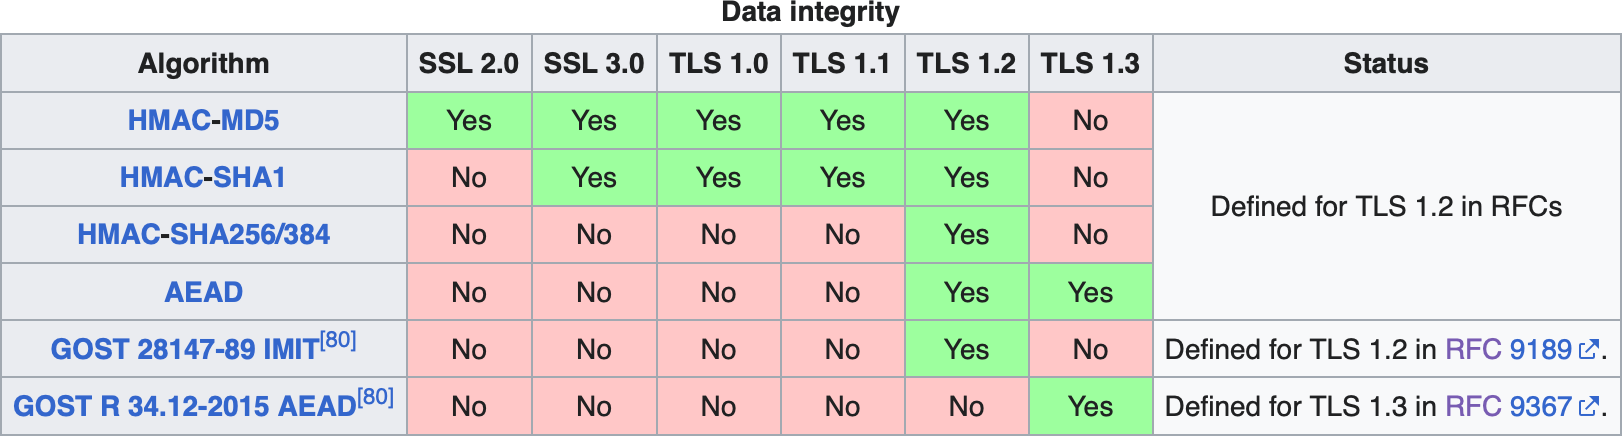 Data integrity
Algorithm SSL 2.0 SSL 3.0 TLS 1.0 TLS 1.1 TLS 1.2 TLS 1.3 Status
HMAC-MD5 Yes Yes Yes Yes Yes No
HMAC-SHA1 No Yes Yes Yes Yes No
Defined for TLS 1.2 in RFCs
HMAC-SHA256/384 No No No No Yes No
AEAD No No No No Yes Yes
GOST 28147-89 IMIT[80] No No No No Yes No Defined for TLS 1.2 in RFC 9189.
GOST R 34.12-2015 AEAD[80] No No No No No Yes Defined for TLS 1.3 in RFC 9367.